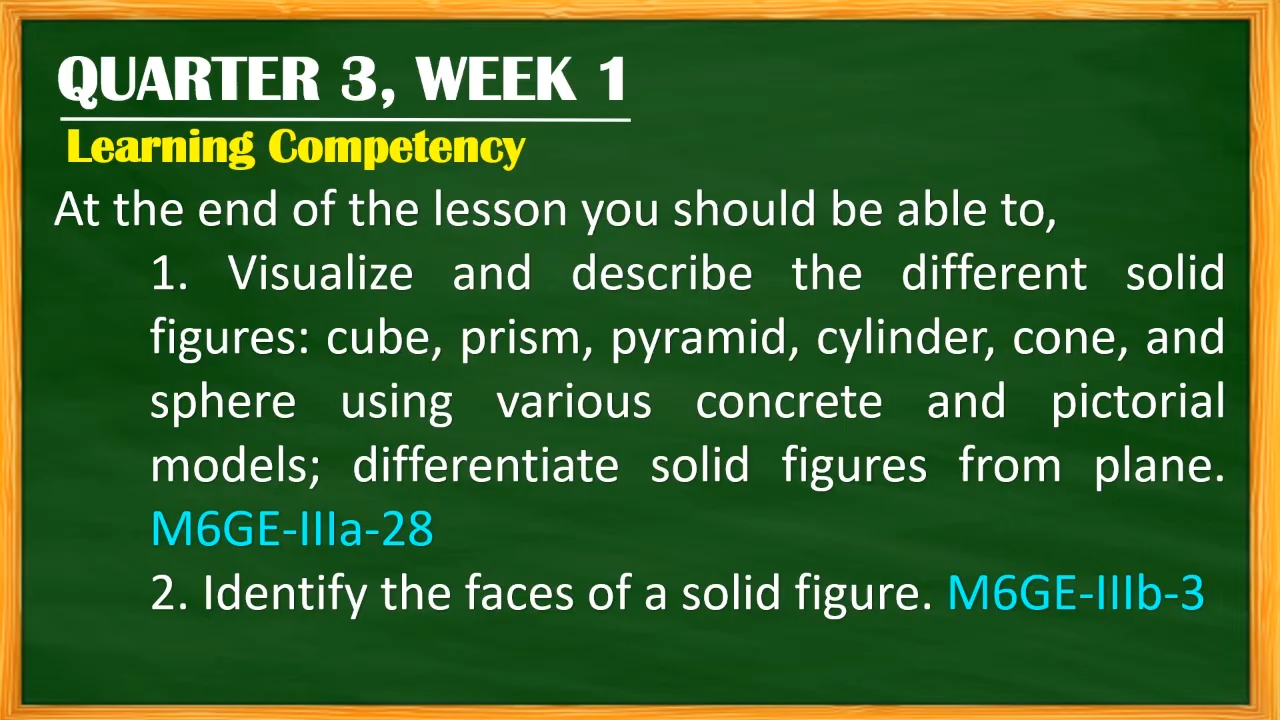 QUARTER 3, WEEK 1
Learning Competency
At the end of the lesson you should be able to,
1. Visualize and describe the different solid
figures: cube, prism, pyramid, cylinder, cone, and
sphere using various concrete and pictorial
models; differentiate solid figures from plane.
M6GE-IIIa-28
2. Identify the faces of a solid figure. M6GE-IIIb-3